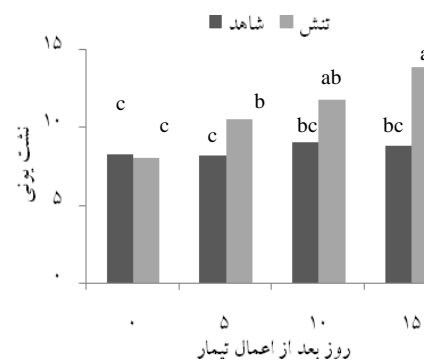 شاهد تنش
۱۵
a
ab
b
c
c
c
bc
bc
۱۰
نشت یونی
۵
۰
۰ ۵ ۱۰ ۱۵
روز بعد از اعمال تیمار